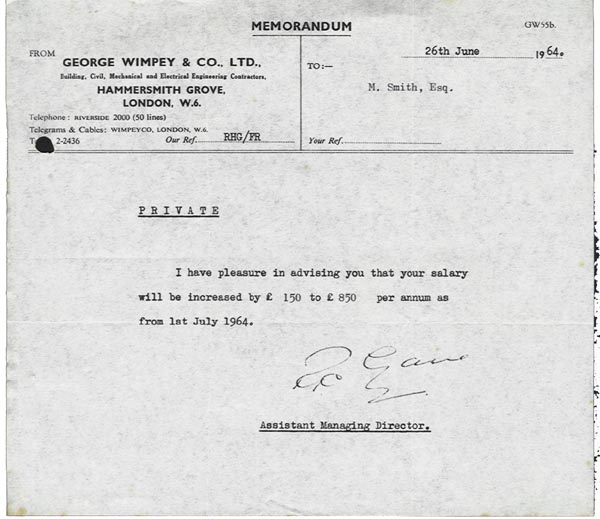 MEMORANDUM
GW55b.
FROM
GEORGE WIMPEY & CO., LTD.,
Building, Civil, Mechanical and Electrical Engineering Contractors,
HAMMERSMITH GROVE,
LONDON, W.6.
Telephone: RIVERSIDE 2000 (50 lines)
Telegrams & Cables: WIMPEYCO, LONDON, W.6.
2-2436 Our Ref. RHG/FR
26th June 1964.
TO:—
M. Smith, Esq.
Your Ref.
PRIVATE
I have pleasure in advising you that your salary
will be increased by £ 150 to £ 850 per annum as
from 1st July 1964.
Assistant Managing Director.